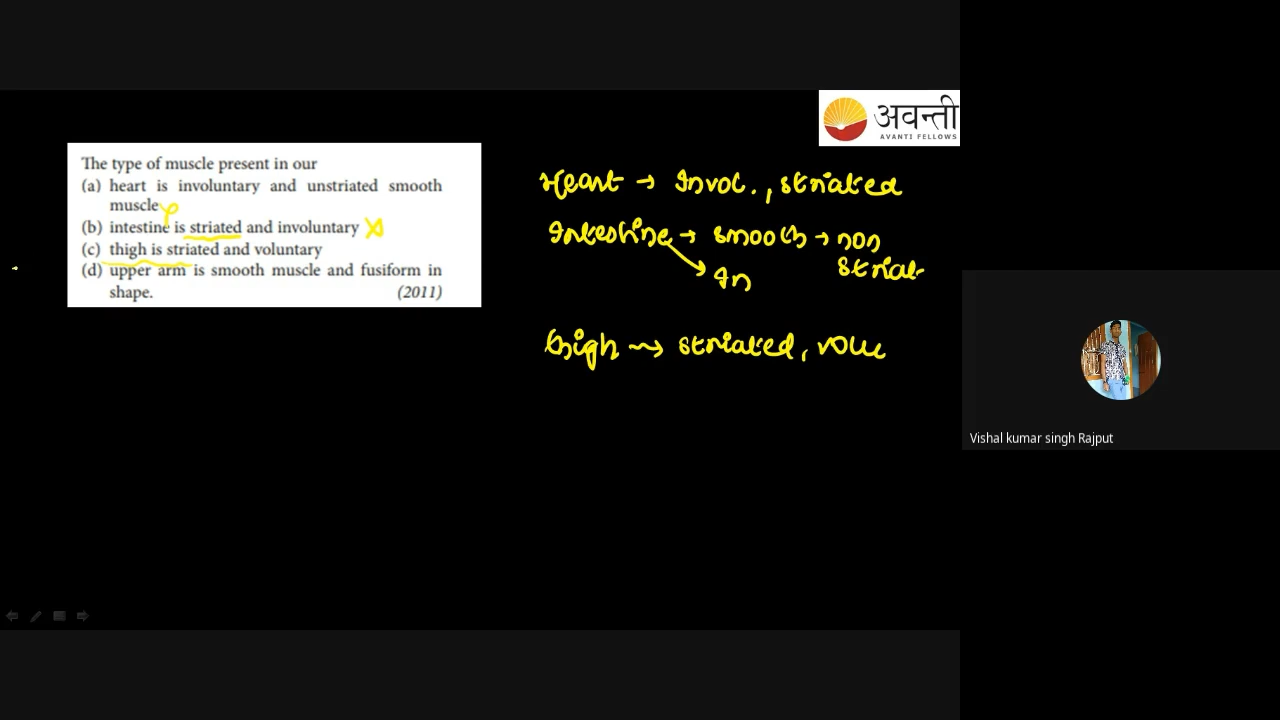 अवन्ती
AVANTI FELLOWS
The type of muscle present in our
(a) heart is involuntary and unstriated smooth
muscle
(b) intestine is striated and involuntary
(c) thigh is striated and voluntary
(d) upper arm is smooth muscle and fusiform in
shape. (2011)
Heart → Invol., striated
Intestine → smooth → non
striat
In
thigh → striated, volu
Vishal kumar singh Rajput